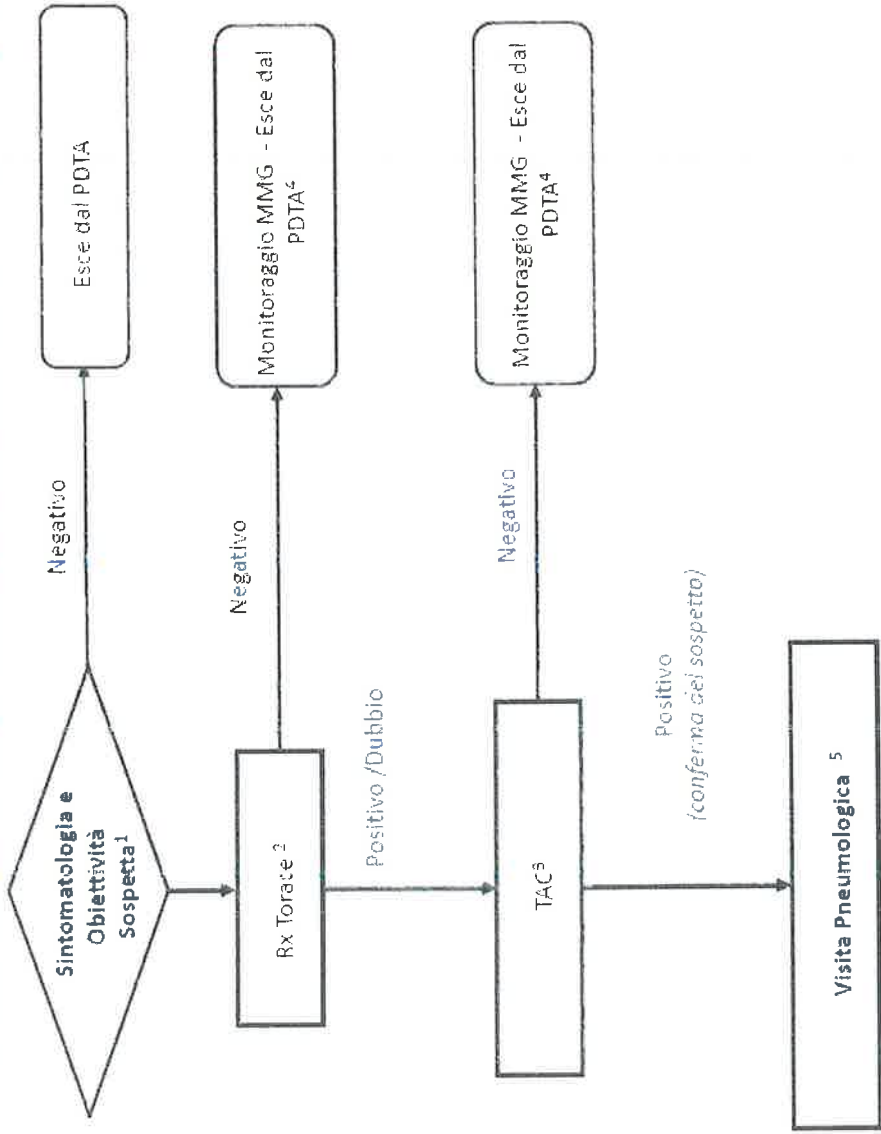 Sintomatologia e
Obiettività
Sospetta¹
Negativo
Esce dal PDTA
Rx Torace ²
Negativo
Monitoraggio MMG - Esce dal
PDTA⁴
Positivo /Dubbio
TAC³
Negativo
Monitoraggio MMG - Esce dal
PDTA⁴
Positivo
(conferma del sospetto)
Visita Pneumologica ⁵